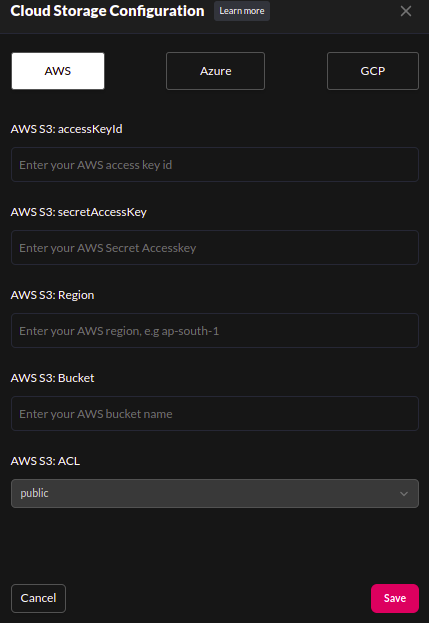 Cloud Storage Configuration Learn more
AWS Azure GCP
AWS S3: accessKeyId
Enter your AWS access key id
AWS S3: secretAccessKey
Enter your AWS Secret Accesskey
AWS S3: Region
Enter your AWS region, e.g ap-south-1
AWS S3: Bucket
Enter your AWS bucket name
AWS S3: ACL
public
Cancel Save